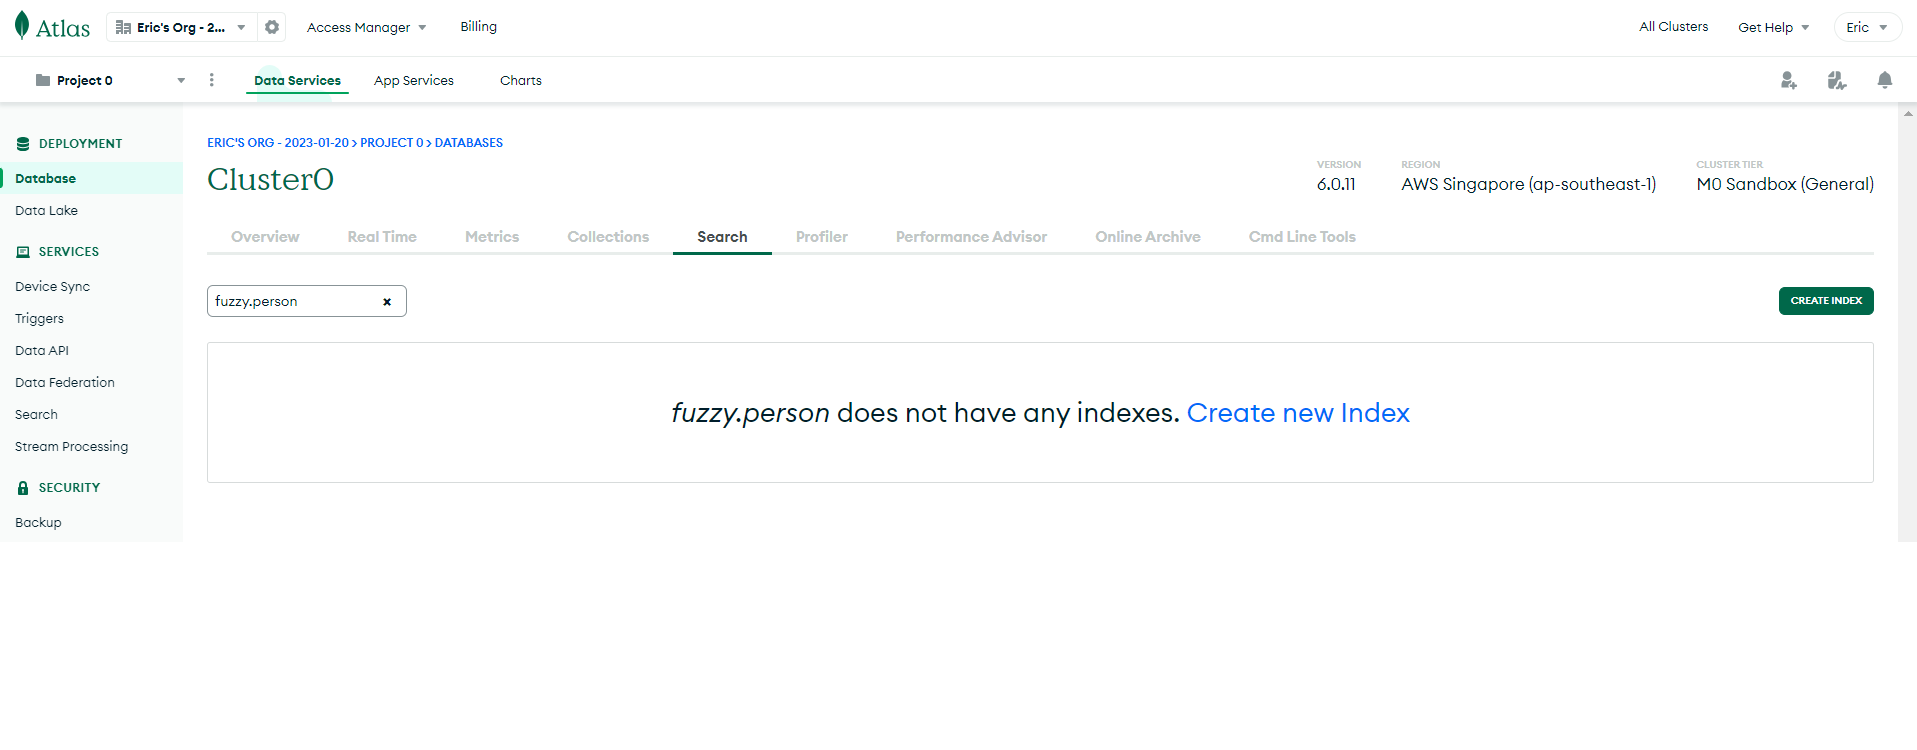 Atlas
Eric's Org - 2...
Access Manager
Billing
All Clusters
Get Help
Eric
Project 0
Data Services
App Services
Charts
DEPLOYMENT
Database
Data Lake
SERVICES
Device Sync
Triggers
Data API
Data Federation
Search
Stream Processing
SECURITY
Backup
ERIC'S ORG - 2023-01-20 > PROJECT 0 > DATABASES
Cluster0
VERSION
6.0.11
REGION
AWS Singapore (ap-southeast-1)
CLUSTER TIER
M0 Sandbox (General)
Overview
Real Time
Metrics
Collections
Search
Profiler
Performance Advisor
Online Archive
Cmd Line Tools
fuzzy.person
CREATE INDEX
fuzzy.person does not have any indexes. Create new Index